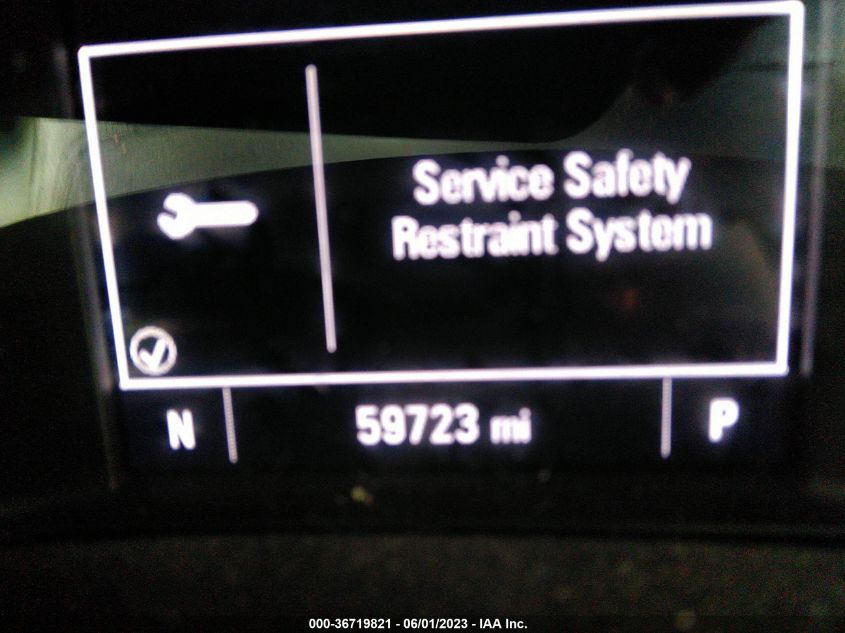 Service Safety
Restraint System
N 59723 mi P
000-36719821 - 06/01/2023 - IAA Inc.